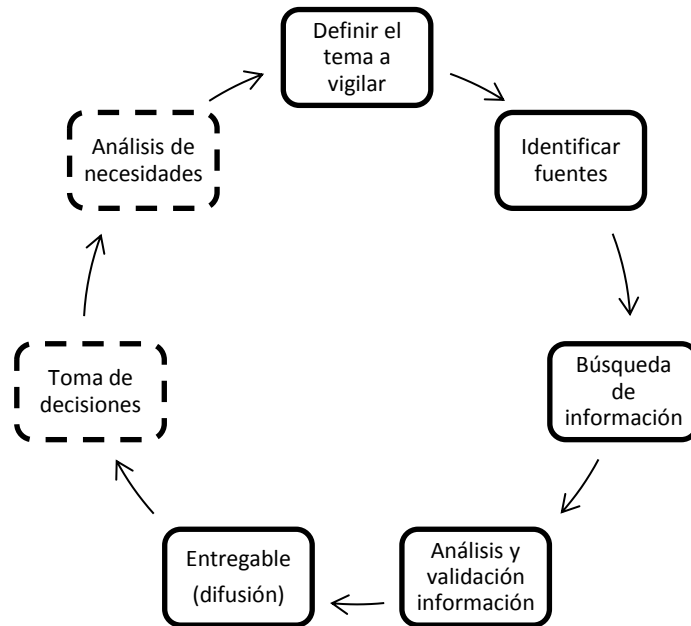 Definir el
tema a
vigilar
Identificar
fuentes
Búsqueda
de
información
Análisis y
validación
información
Entregable
(difusión)
Toma de
decisiones
Análisis de
necesidades